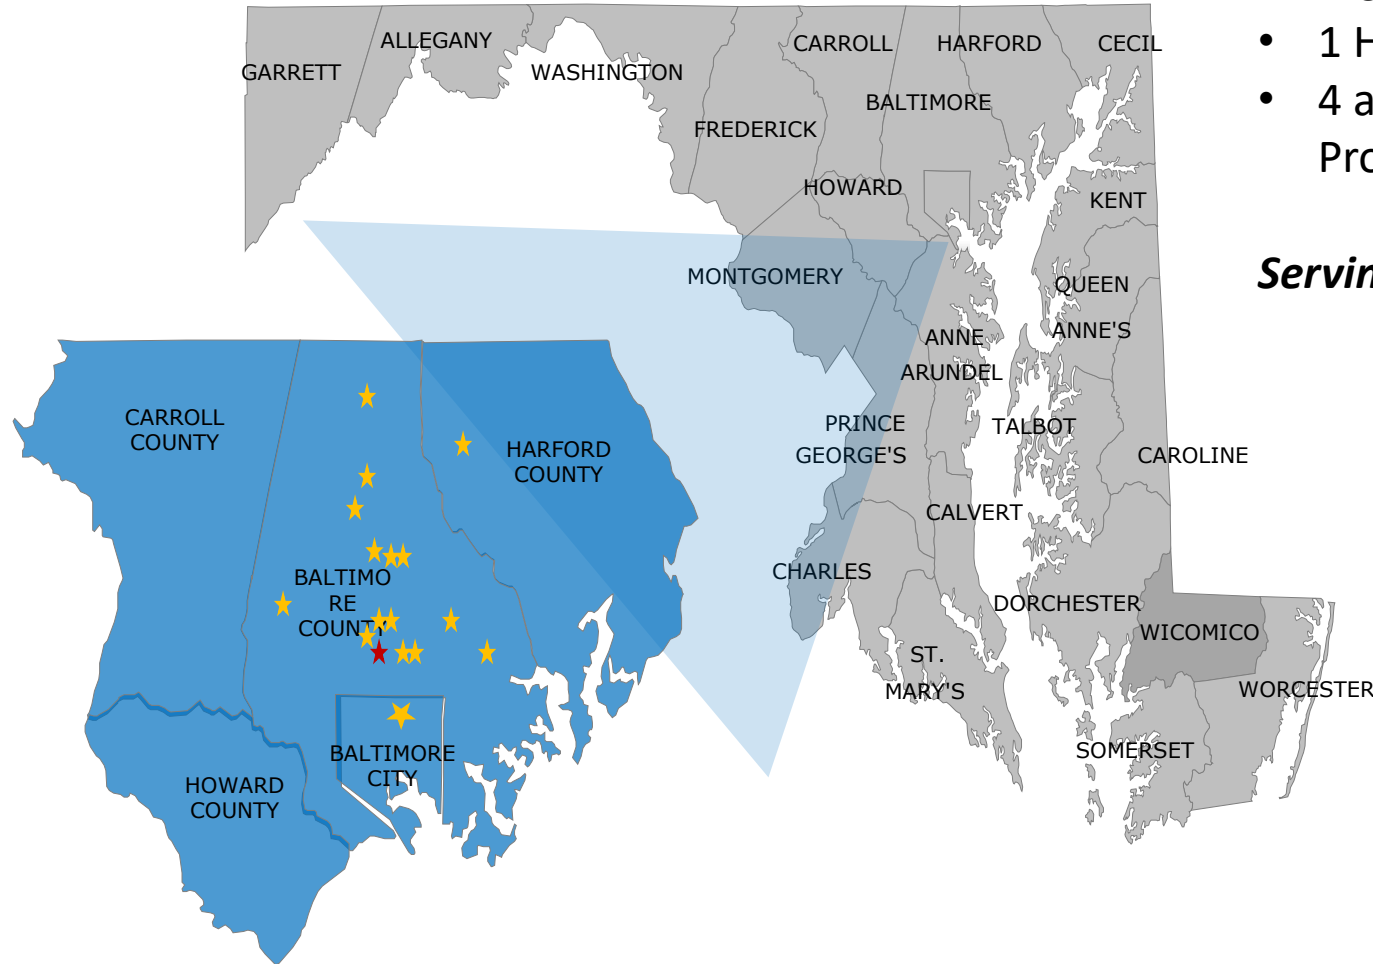 ALLEGANY
CARROLL
HARFORD
CECIL
GARRETT
WASHINGTON
BALTIMORE
FREDERICK
HOWARD
KENT
MONTGOMERY
QUEEN
ANNE'S
ANNE
ARUNDEL
PRINCE
GEORGE'S
TALBOT
CAROLINE
CALVERT
CHARLES
DORCHESTER
WICOMICO
ST.
MARY'S
WORCESTER
SOMERSET
CARROLL
COUNTY
HARFORD
COUNTY
BALTIMO
RE
COUNTY
BALTIMORE
CITY
HOWARD
COUNTY
• 1 H
• 4 a
Pro
Servin